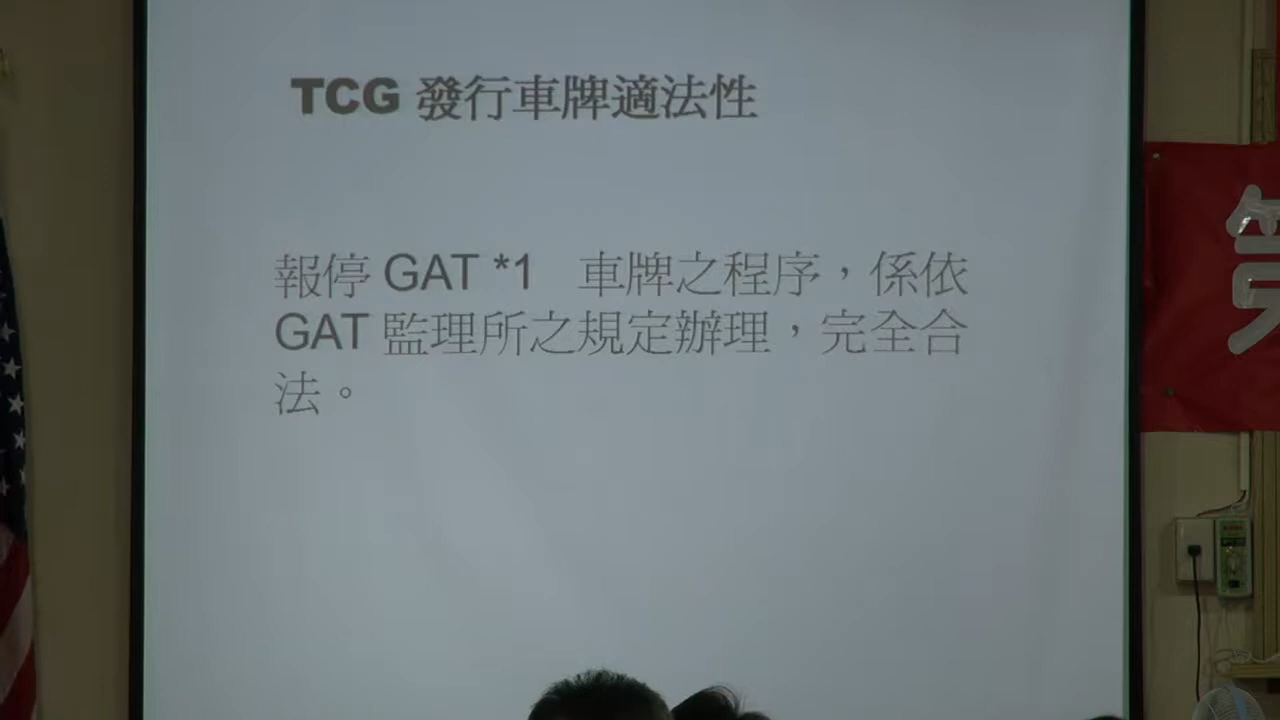 TCG 發行車牌適法性
報停 GAT *1 車牌之程序，係依
GAT 監理所之規定辦理，完全合
法。